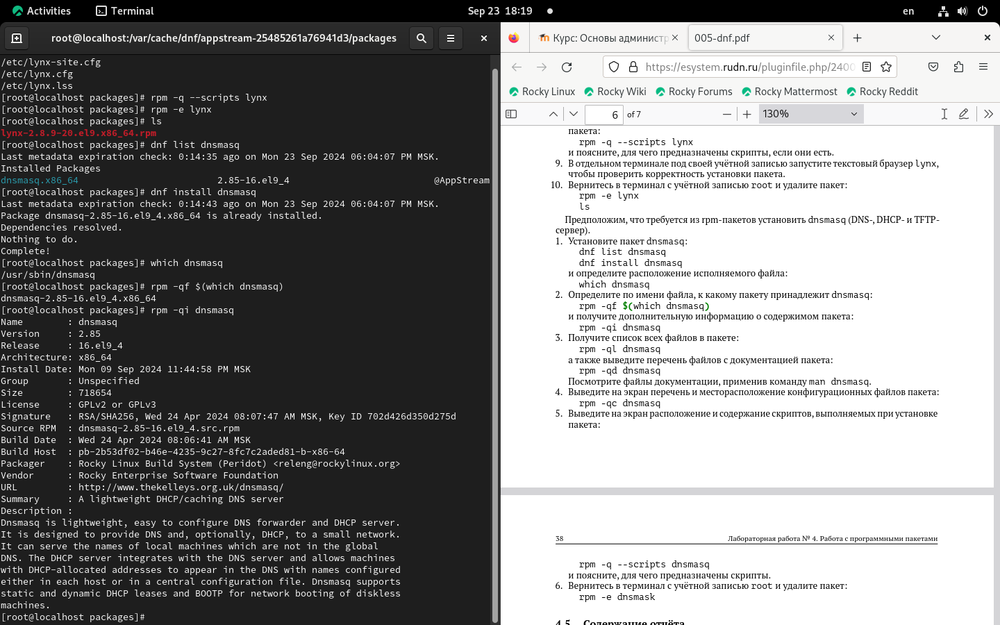 Activities
Terminal
Sep 23 18:19
en
root@localhost:/var/cache/dnf/appstream-25485261a76941d3/packages
/etc/lynx-site.cfg
/etc/lynx.cfg
/etc/lynx.lss
[root@localhost packages]# rpm -q --scripts lynx
[root@localhost packages]# rpm -e lynx
[root@localhost packages]# ls
lynx-2.8.9-20.el9.x86_64.rpm
[root@localhost packages]# dnf list dnsmasq
Last metadata expiration check: 0:14:35 ago on Mon 23 Sep 2024 06:04:07 PM MSK.
Installed Packages
dnsmasq.x86_64 2.85-16.el9_4 @AppStream
[root@localhost packages]# dnf install dnsmasq
Last metadata expiration check: 0:14:43 ago on Mon 23 Sep 2024 06:04:07 PM MSK.
Package dnsmasq-2.85-16.el9_4.x86_64 is already installed.
Dependencies resolved.
Nothing to do.
Complete!
[root@localhost packages]# which dnsmasq
/usr/sbin/dnsmasq
[root@localhost packages]# rpm -qf $(which dnsmasq)
dnsmasq-2.85-16.el9_4.x86_64
[root@localhost packages]# rpm -qi dnsmasq
Name : dnsmasq
Version : 2.85
Release : 16.el9_4
Architecture: x86_64
Install Date: Mon 09 Sep 2024 11:44:58 PM MSK
Group : Unspecified
Size : 718654
License : GPLv2 or GPLv3
Signature : RSA/SHA256, Wed 24 Apr 2024 08:07:47 AM MSK, Key ID 702d426d350d275d
Source RPM : dnsmasq-2.85-16.el9_4.src.rpm
Build Date : Wed 24 Apr 2024 08:06:41 AM MSK
Build Host : pb-2b53df02-b46e-4235-9c27-8fc7c2aded81-b-x86-64
Packager : Rocky Linux Build System (Peridot) <releng@rockylinux.org>
Vendor : Rocky Enterprise Software Foundation
URL : http://www.thekelleys.org.uk/dnsmasq/
Summary : A lightweight DHCP/caching DNS server
Description :
Dnsmasq is lightweight, easy to configure DNS forwarder and DHCP server.
It is designed to provide DNS and, optionally, DHCP, to a small network.
It can serve the names of local machines which are not in the global
DNS. The DHCP server integrates with the DNS server and allows machines
with DHCP-allocated addresses to appear in the DNS with names configured
either in each host or in a central configuration file. Dnsmasq supports
static and dynamic DHCP leases and BOOTP for network booting of diskless
machines.
[root@localhost packages]#
Курс: Основы администр
005-dnf.pdf
https://esystem.rudn.ru/pluginfile.php/2400
Rocky Linux
Rocky Wiki
Rocky Forums
Rocky Mattermost
Rocky Reddit
6 of 7
130%
пакета:
rpm -q --scripts lynx
и поясните, для чего предназначены скрипты, если они есть.
9. В отдельном терминале под своей учётной записью запустите текстовый браузер lynx,
чтобы проверить корректность установки пакета.
10. Вернитесь в терминал с учётной записью root и удалите пакет:
rpm -e lynx
ls
Предположим, что требуется из rpm-пакетов установить dnsmasq (DNS-, DHCP- и TFTP-
сервер).
1. Установите пакет dnsmasq:
dnf list dnsmasq
dnf install dnsmasq
и определите расположение исполняемого файла:
which dnsmasq
2. Определите по имени файла, к какому пакету принадлежит dnsmasq:
rpm -qf $(which dnsmasq)
и получите дополнительную информацию о содержимом пакета:
rpm -qi dnsmasq
3. Получите список всех файлов в пакете:
rpm -ql dnsmasq
а также выведите перечень файлов с документацией пакета:
rpm -qd dnsmasq
Посмотрите файлы документации, применив команду man dnsmasq.
4. Выведите на экран перечень и месторасположение конфигурационных файлов пакета:
rpm -qc dnsmasq
5. Выведите на экран расположение и содержание скриптов, выполняемых при установке
пакета:
38 Лабораторная работа № 4. Работа с программными пакетами
rpm -q --scripts dnsmasq
и поясните, для чего предназначены скрипты.
6. Вернитесь в терминал с учётной записью root и удалите пакет:
rpm -e dnsmask
4.5. Содержание отчёта